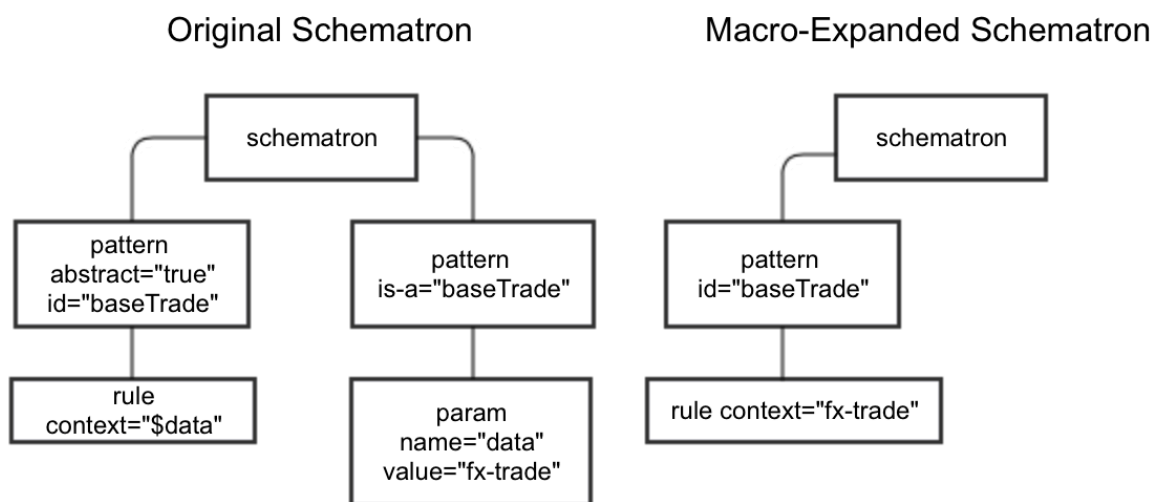 Original Schematron
Macro-Expanded Schematron
schematron
pattern
abstract="true"
id="baseTrade"
rule
context="$data"
pattern
is-a="baseTrade"
param
name="data"
value="fx-trade"
schematron
pattern
id="baseTrade"
rule context="fx-trade"